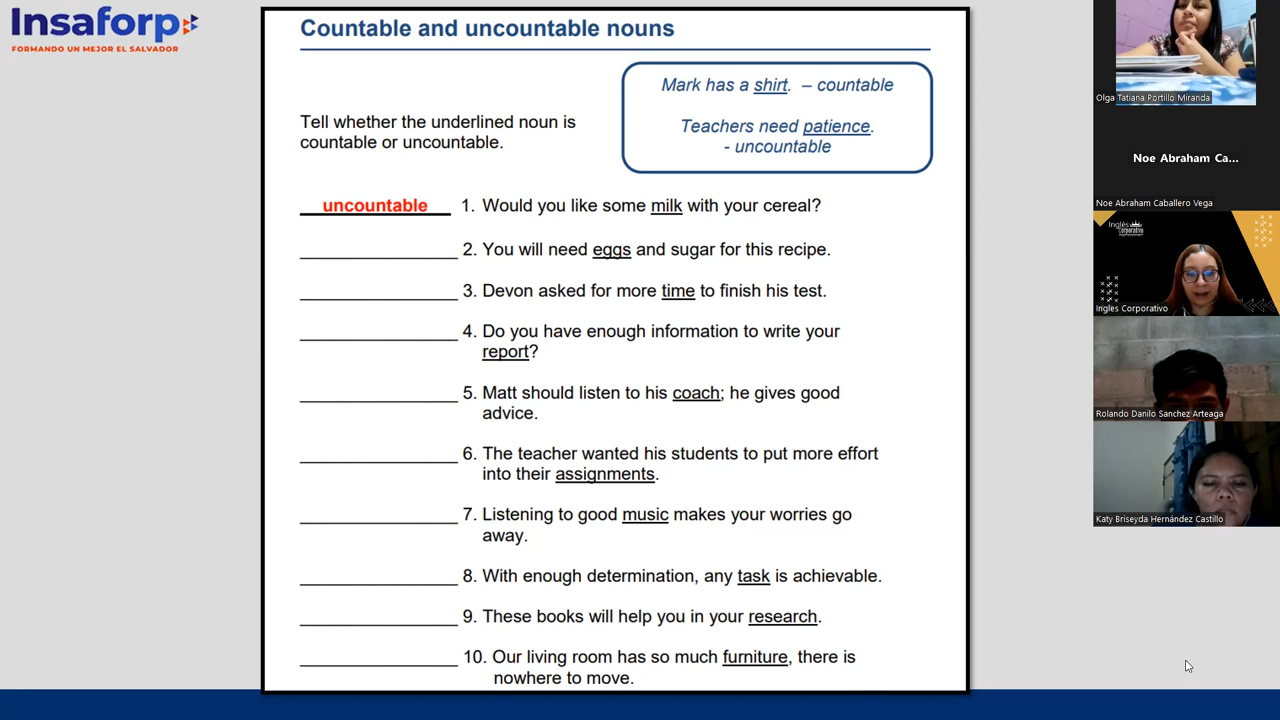 Insaforp
FORMANDO UN MEJOR EL SALVADOR
Countable and uncountable nouns
Mark has a shirt. – countable
Teachers need patience.
- uncountable
Tell whether the underlined noun is
countable or uncountable.
uncountable 1. Would you like some milk with your cereal?
2. You will need eggs and sugar for this recipe.
3. Devon asked for more time to finish his test.
4. Do you have enough information to write your
report?
5. Matt should listen to his coach; he gives good
advice.
6. The teacher wanted his students to put more effort
into their assignments.
7. Listening to good music makes your worries go
away.
8. With enough determination, any task is achievable.
9. These books will help you in your research.
10. Our living room has so much furniture, there is
nowhere to move.
Olga Tatiana Portillo Miranda
Noe Abraham Ca...
Noe Abraham Caballero Vega
Inglés
Corporativo
Ingles Corporativo
Rolando Danilo Sanchez Arteaga
Katy Briseyda Hernández Castillo